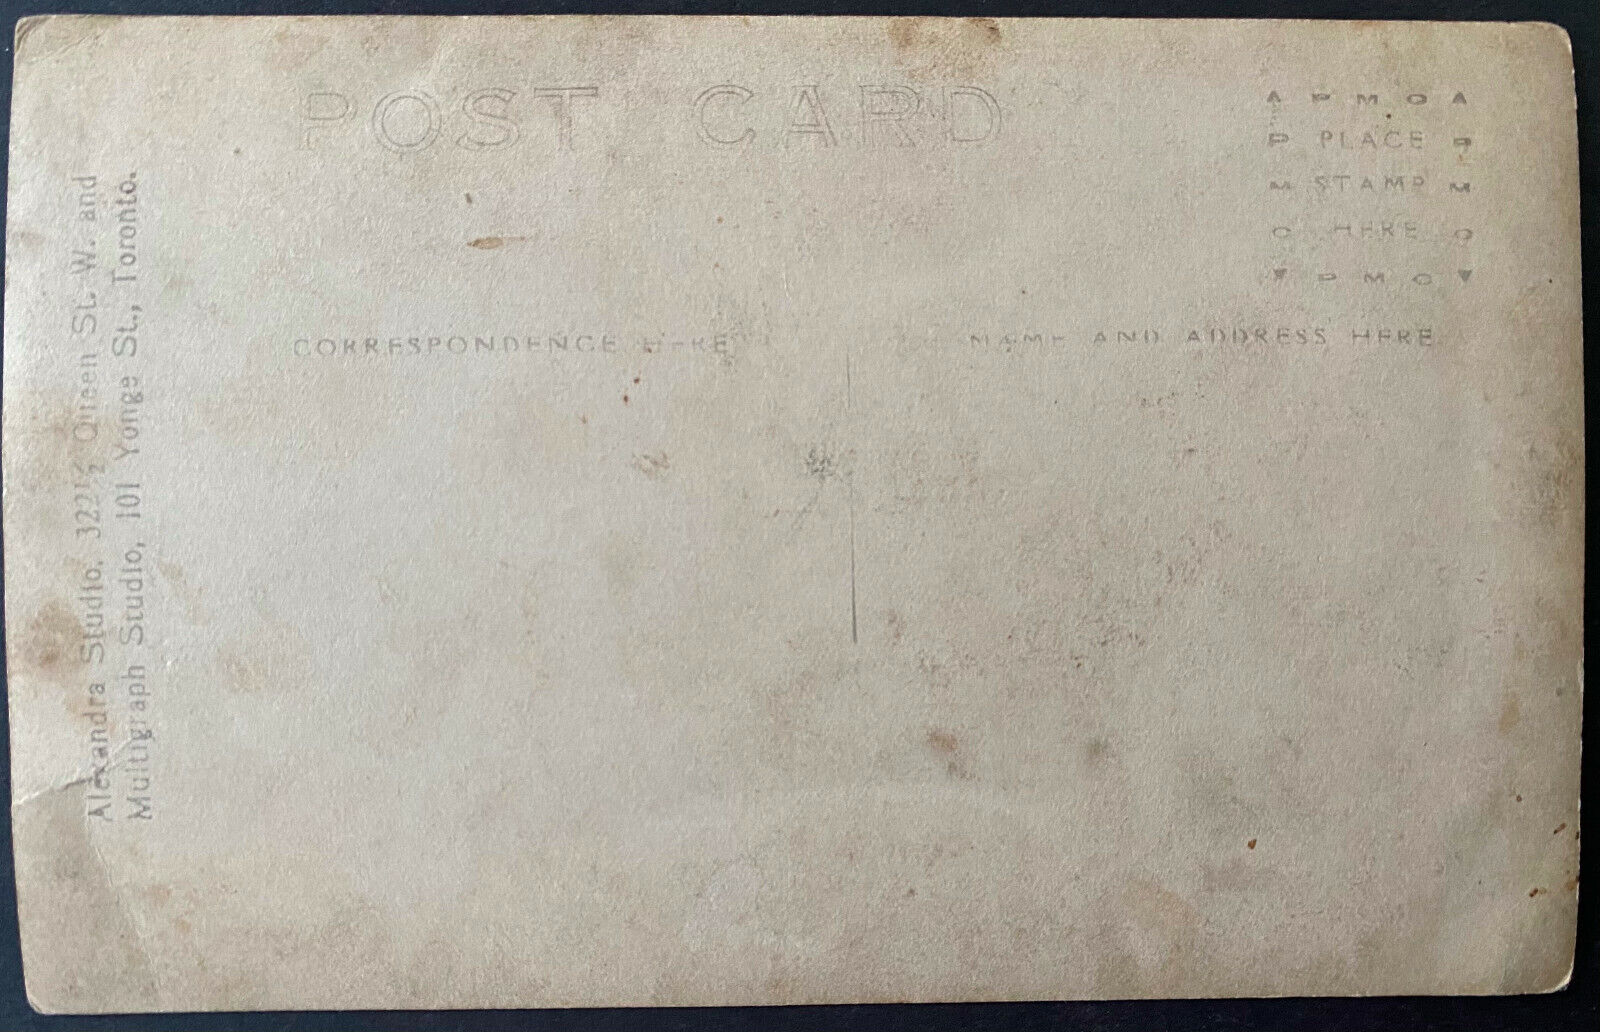 POST CARD
A P M O A
P PLACE P
M STAMP M
O HERE O
▼ P M O ▼
CORRESPONDENCE HERE
NAME AND ADDRESS HERE
Alexandra Studio, 322½ Queen St. W. and
Multigraph Studio, 101 Yonge St., Toronto.